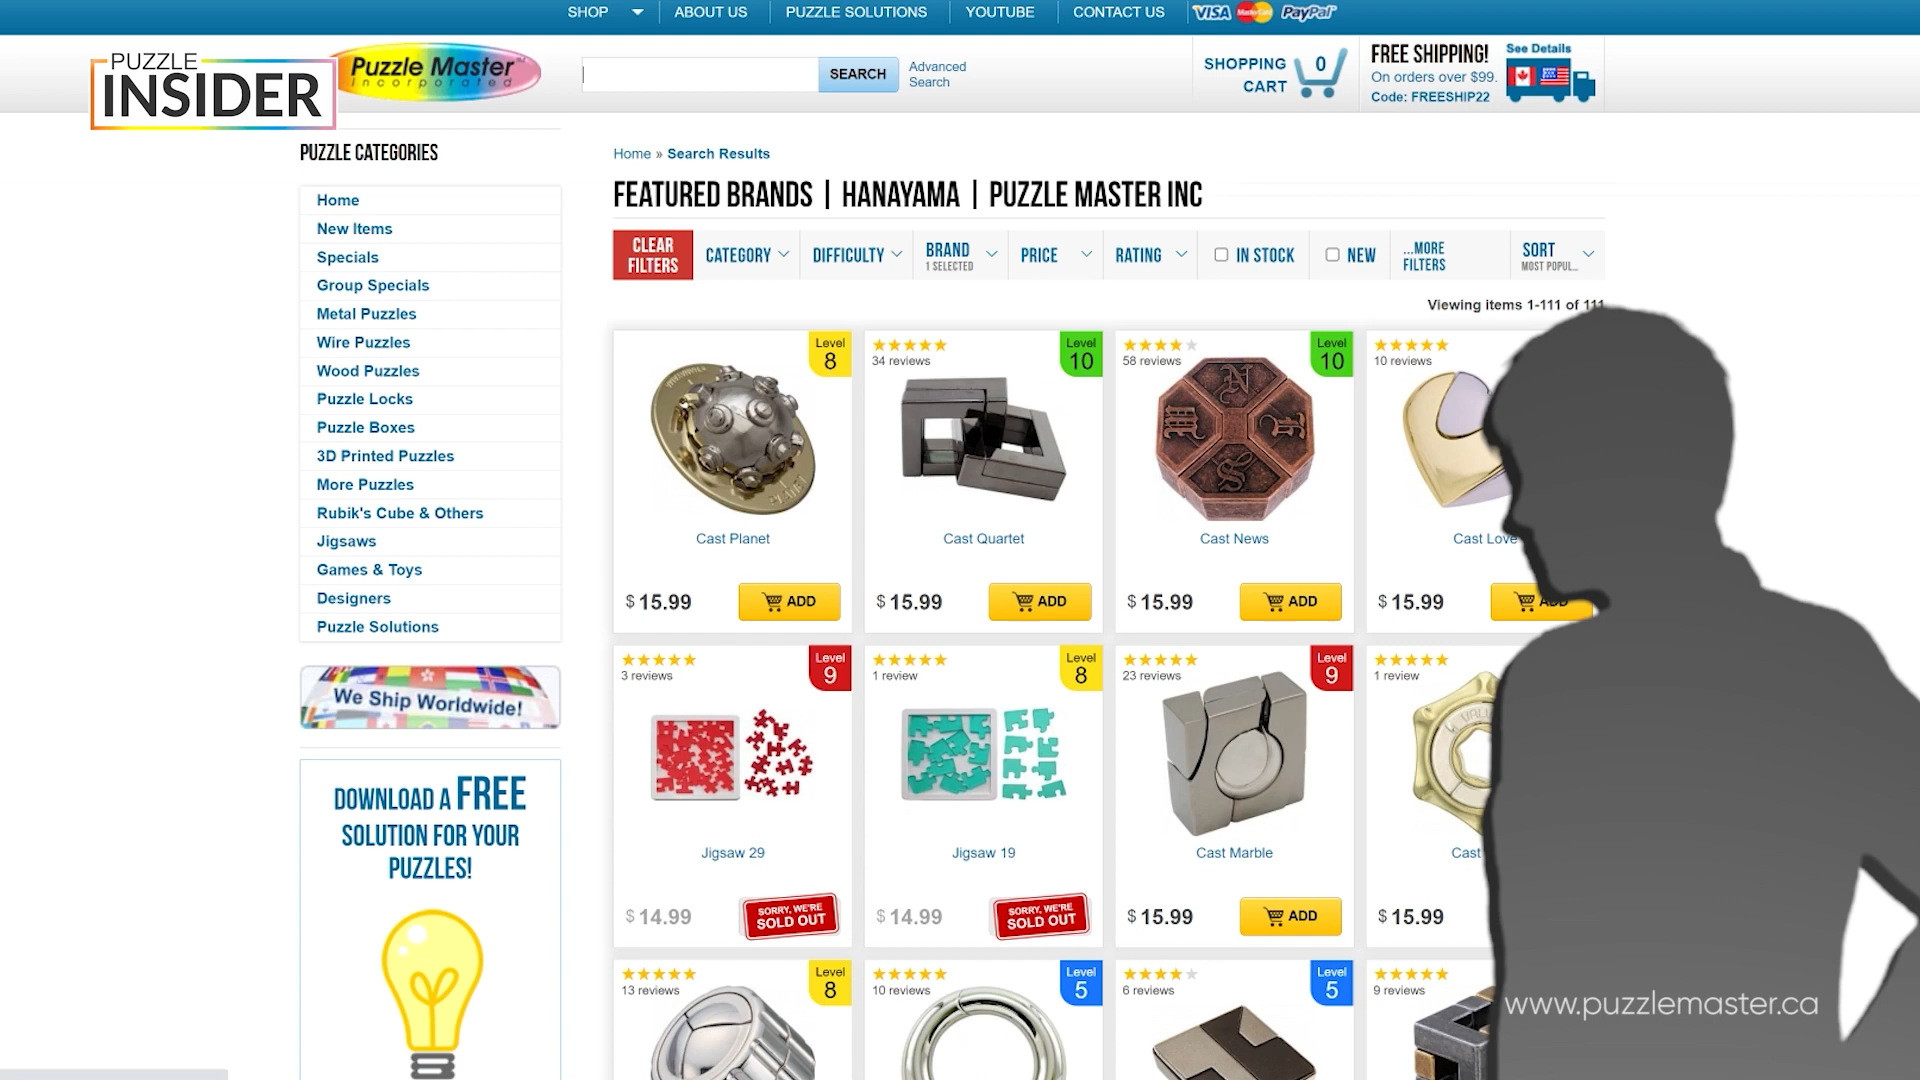 SHOP
ABOUT US
PUZZLE SOLUTIONS
YOUTUBE
CONTACT US
VISA MasterCard PayPal
PUZZLE
INSIDER
Puzzle Master
Incorporated
SEARCH
Advanced
Search
SHOPPING
CART
0
FREE SHIPPING!
On orders over $99.
Code: FREESHIP22
See Details
PUZZLE CATEGORIES
Home
New Items
Specials
Group Specials
Metal Puzzles
Wire Puzzles
Wood Puzzles
Puzzle Locks
Puzzle Boxes
3D Printed Puzzles
More Puzzles
Rubik's Cube & Others
Jigsaws
Games & Toys
Designers
Puzzle Solutions
We Ship Worldwide!
DOWNLOAD A FREE
SOLUTION FOR YOUR
PUZZLES!
Home » Search Results
FEATURED BRANDS | HANAYAMA | PUZZLE MASTER INC
CLEAR
FILTERS
CATEGORY
DIFFICULTY
BRAND
1 SELECTED
PRICE
RATING
IN STOCK
NEW
...MORE
FILTERS
SORT
MOST POPUL...
Viewing items 1-111 of 111
Level
8
PLANET
Cast Planet
$ 15.99
ADD
34 reviews
Level
10
Cast Quartet
$ 15.99
ADD
58 reviews
Level
10
N
E
S
W
Cast News
$ 15.99
ADD
10 reviews
Cast Love
$ 15.99
ADD
3 reviews
Level
9
Jigsaw 29
$ 14.99
SORRY, WE'RE
SOLD OUT
1 review
Level
8
Jigsaw 19
$ 14.99
SORRY, WE'RE
SOLD OUT
23 reviews
Level
9
Cast Marble
$ 15.99
ADD
1 review
Cast
$ 15.99
13 reviews
Level
8
10 reviews
Level
5
6 reviews
Level
5
9 reviews
www.puzzlemaster.ca